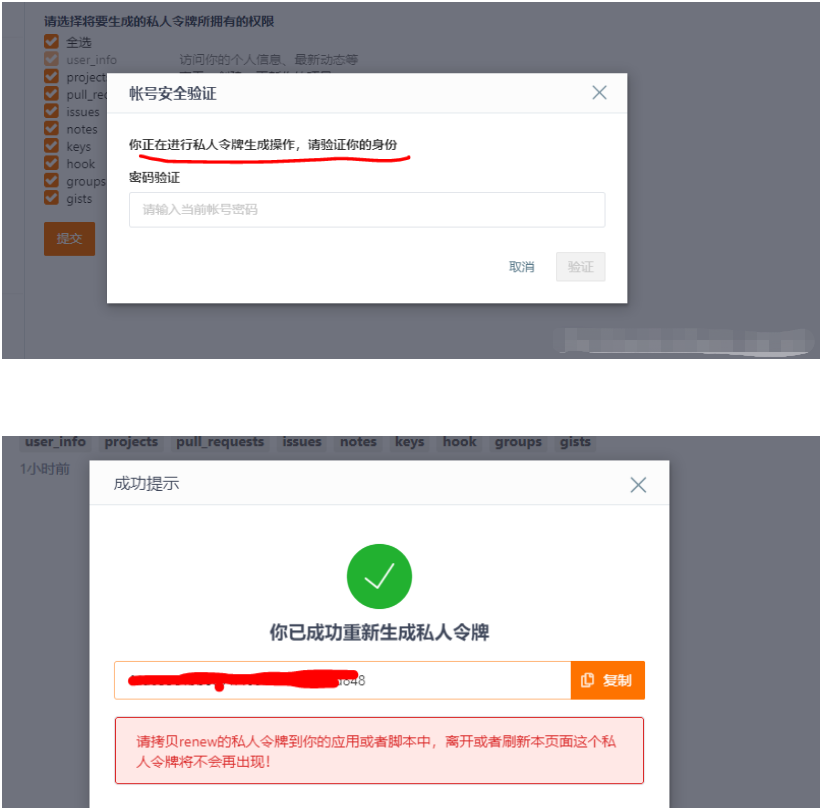 请选择将要生成的私人令牌所拥有的权限
全选
user_info 访问你的个人信息、最新动态等
project
pull_rec
issues
notes
keys
hook
groups
gists
提交
帐号安全验证
你正在进行私人令牌生成操作，请验证你的身份
密码验证
请输入当前帐号密码
取消 验证
user_info projects pull_requests issues notes keys hook groups gists
1小时前
成功提示
你已成功重新生成私人令牌
848
复制
请拷贝renew的私人令牌到你的应用或者脚本中，离开或者刷新本页面这个私
人令牌将不会再出现！